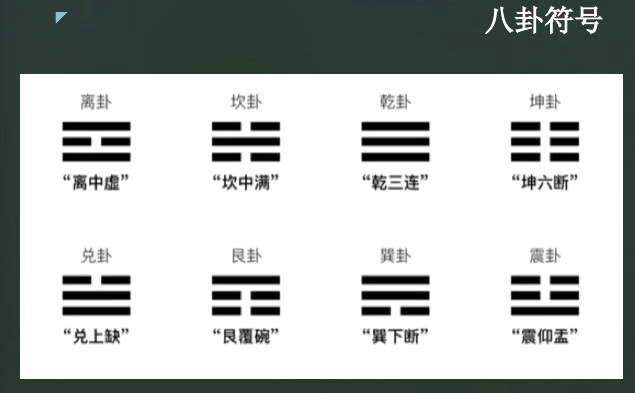 八卦符号
离卦 坎卦 乾卦 坤卦
“离中虚” “坎中满” “乾三连” “坤六断”
兑卦 艮卦 巽卦 震卦
“兑上缺” “艮覆碗” “巽下断” “震仰盂”